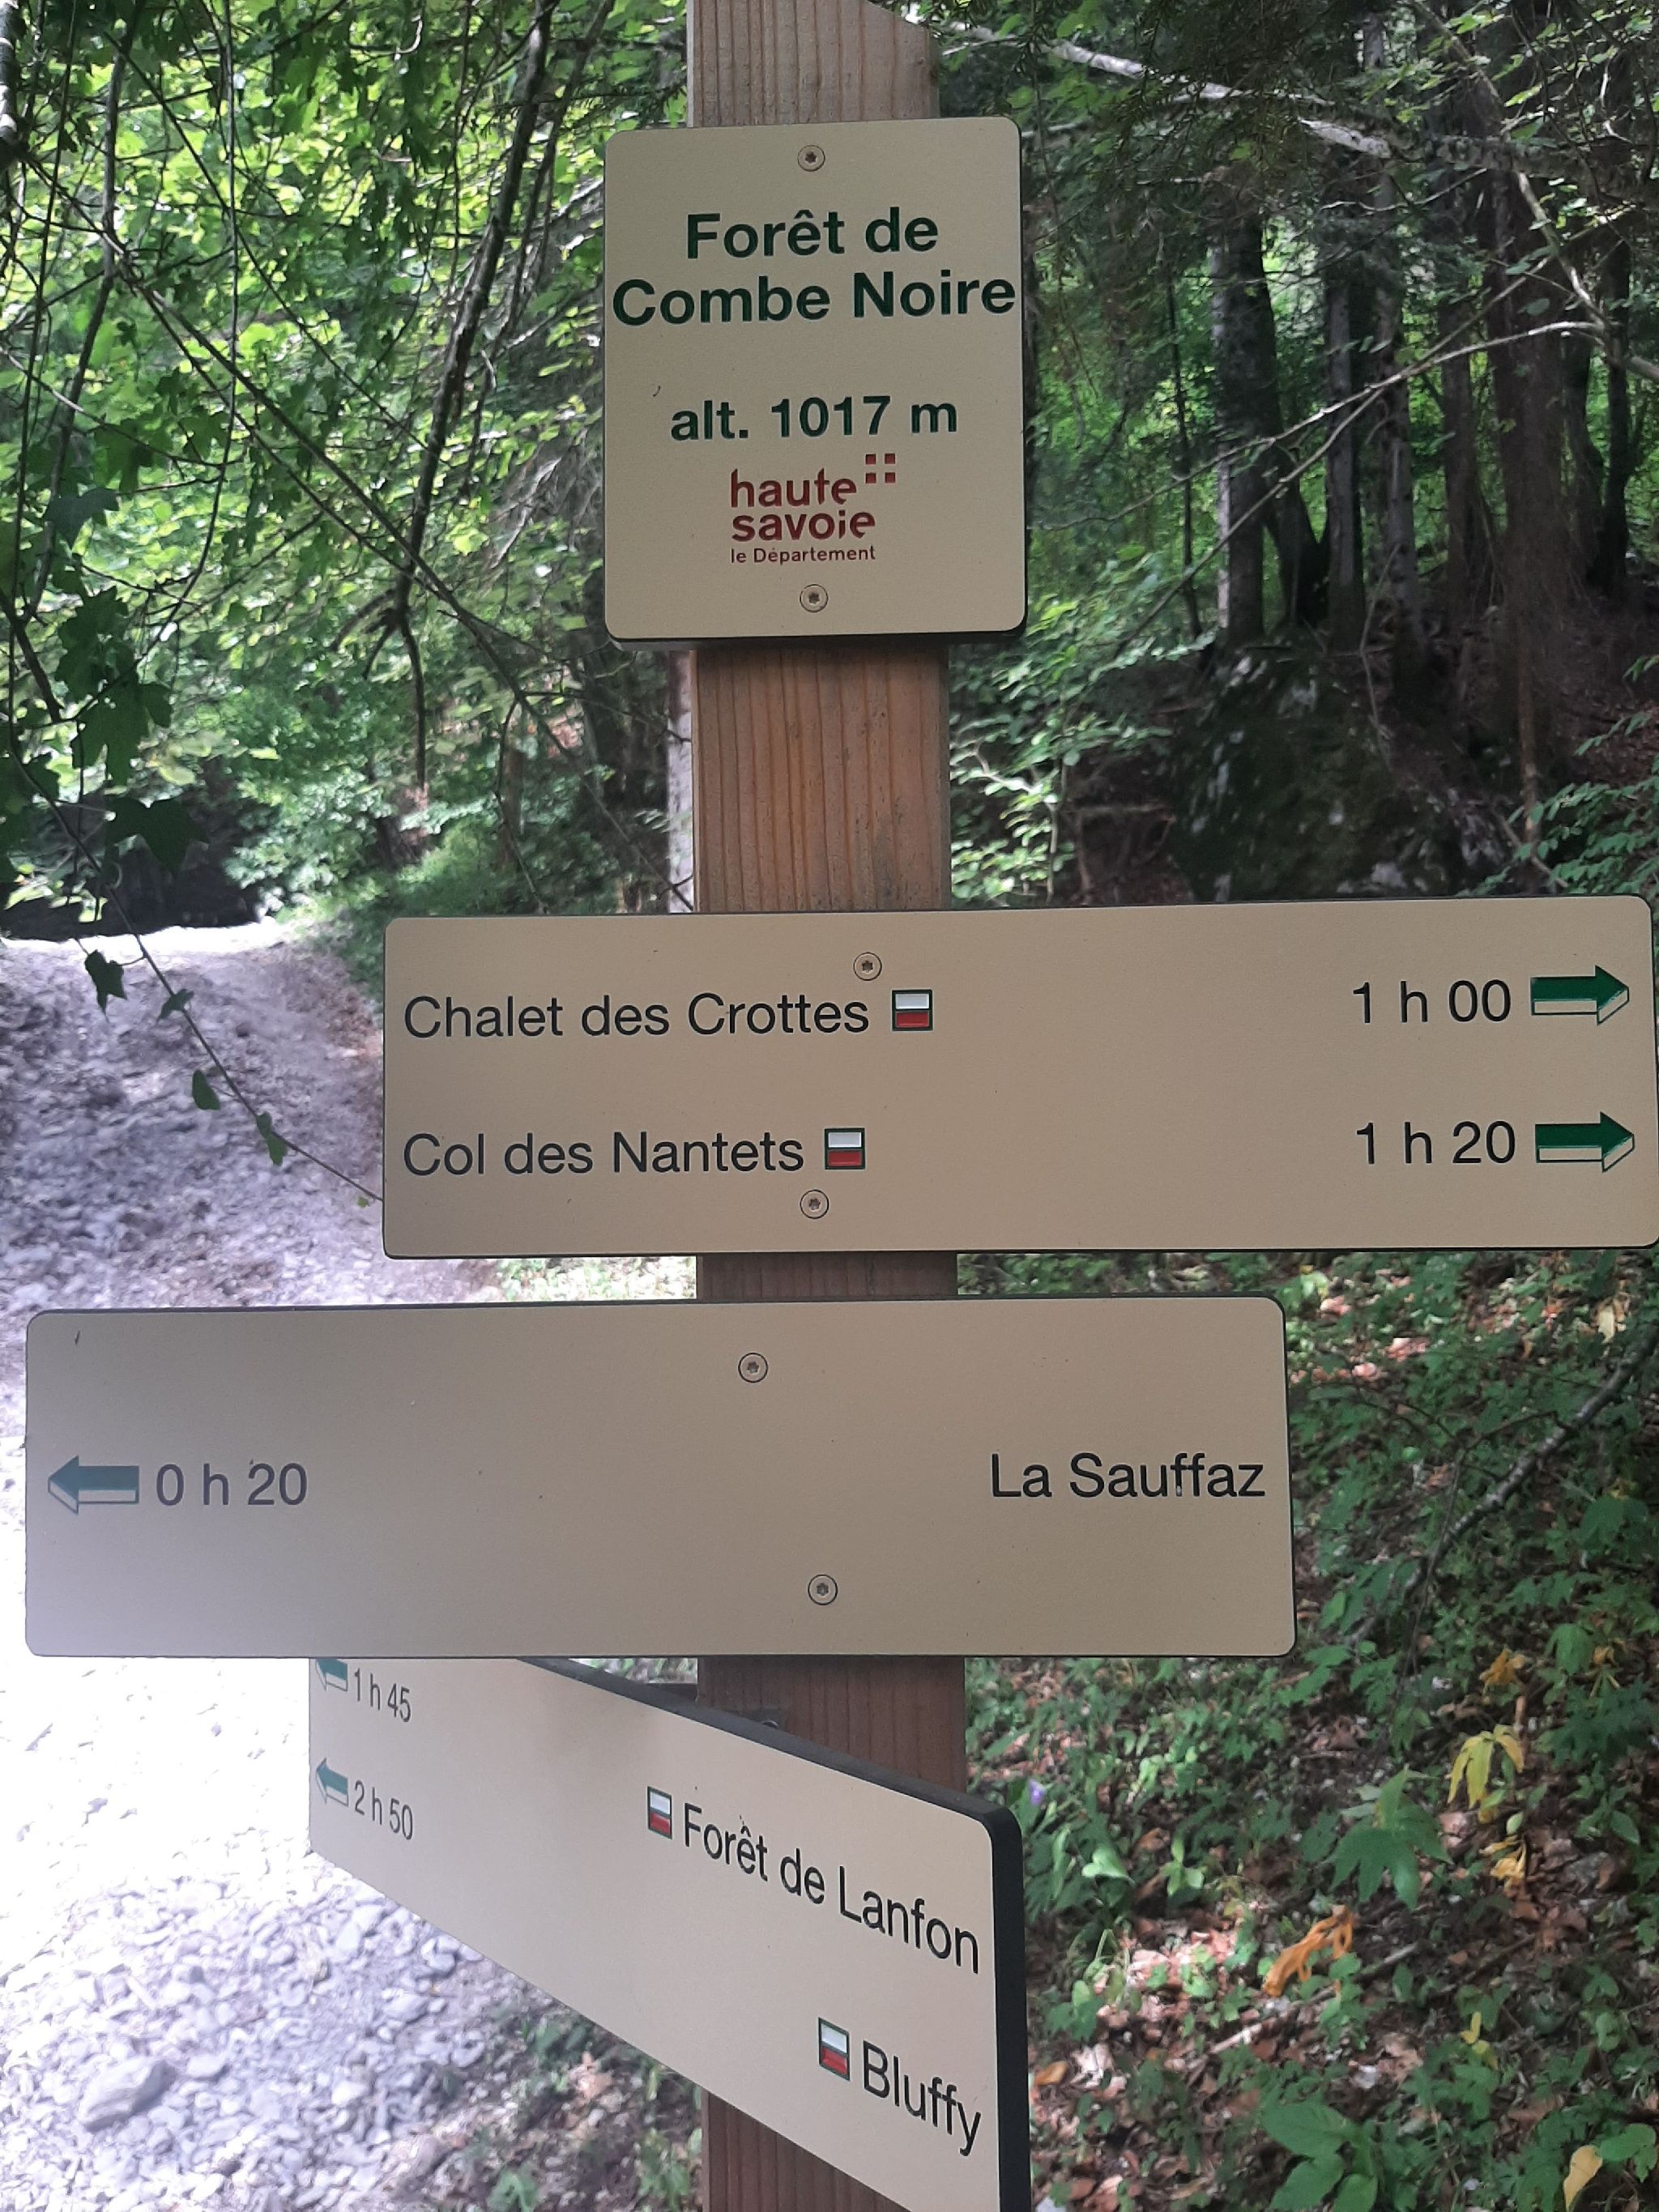 Forêt de
Combe Noire
alt. 1017 m
haute
savoie
le Département
Chalet des Crottes 1 h 00
Col des Nantets 1 h 20
0 h 20 La Sauffaz
1 h 45 Forêt de Lanfon
2 h 50 Bluffy